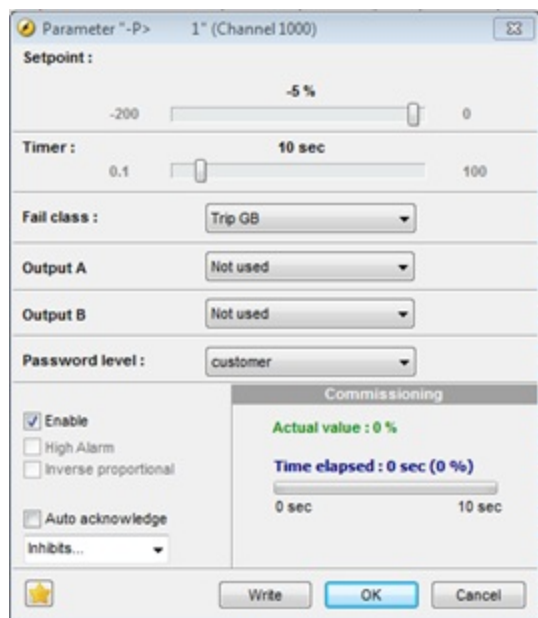 Parameter "-P> 1" (Channel 1000)
Setpoint :
-5 %
-200 0
Timer : 10 sec
0.1 100
Fail class : Trip GB
Output A Not used
Output B Not used
Password level : customer
Commissioning
Enable
High Alarm
Inverse proportional
Auto acknowledge
Inhibits...
Actual value : 0 %
Time elapsed : 0 sec (0 %)
0 sec 10 sec
Write OK Cancel